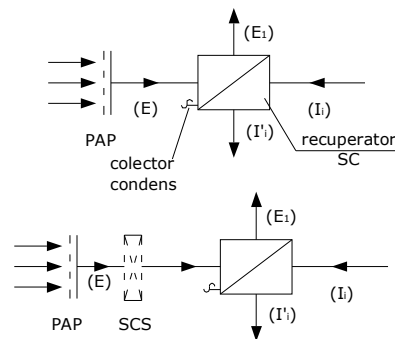 (E₁)
(E)
(Iᵢ)
PAP
(I'ᵢ)
recuperator
SC
colector
condens
(E₁)
(E)
(Iᵢ)
PAP
SCS
(I'ᵢ)